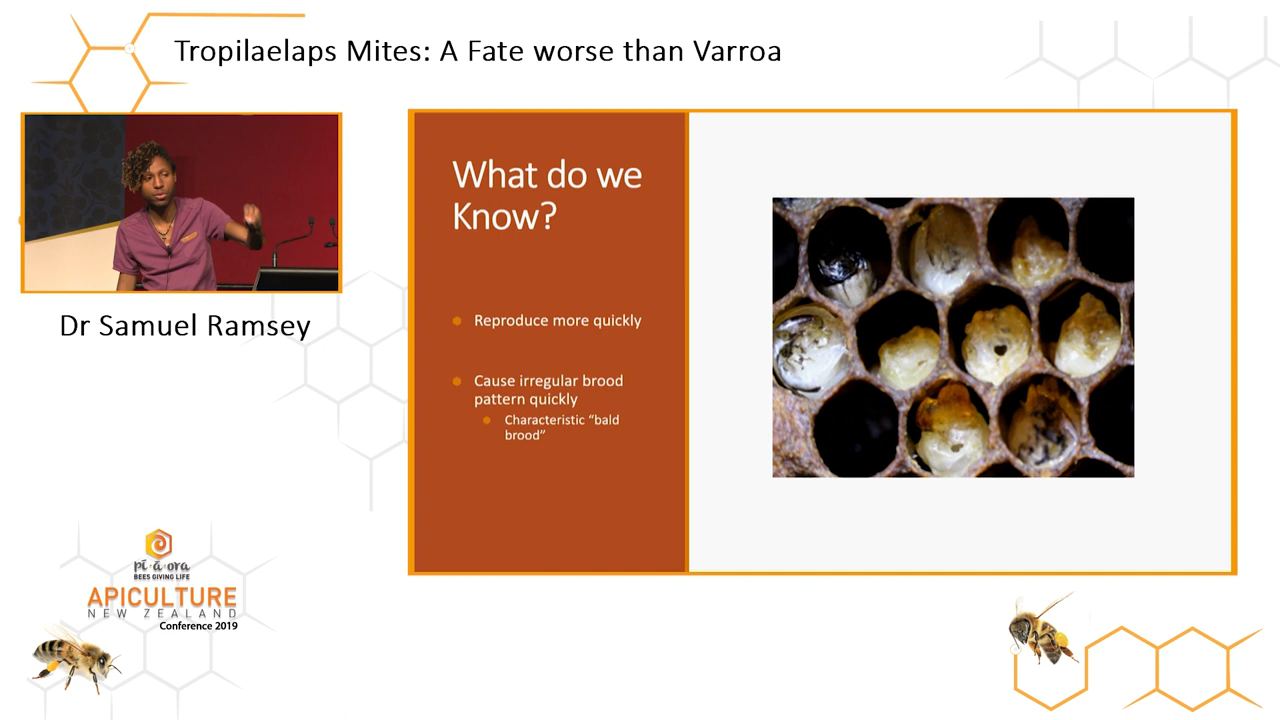 Tropilaelaps Mites: A Fate worse than Varroa
What do we
Know?
Reproduce more quickly
Cause irregular brood
pattern quickly
Characteristic “bald
brood”
Dr Samuel Ramsey
pī·ā·ora
BEES GIVING LIFE
APICULTURE
NEW ZEALAND
Conference 2019